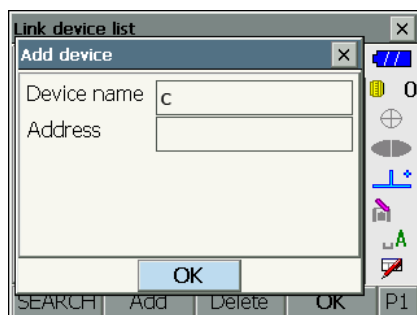 Link device list
Add device
Device name c
Address
OK
0
A
SEARCH Add Delete OK P1